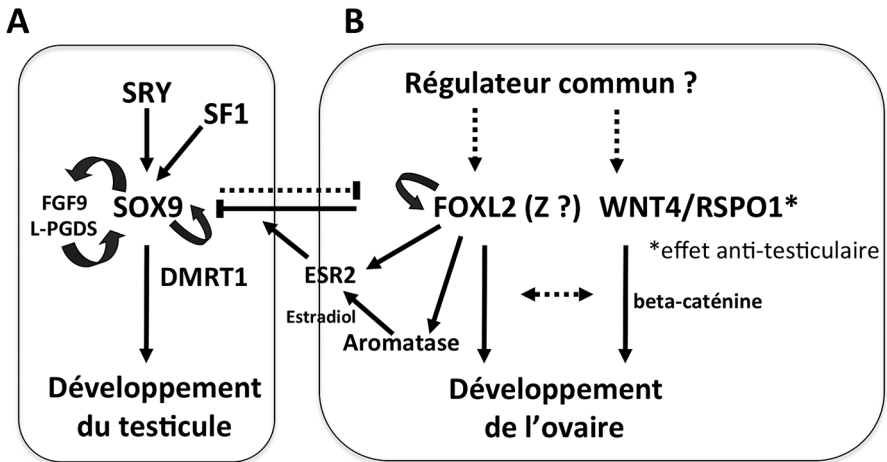 A
SRY
SF1
FGF9
L-PGDS
SOX9
DMRT1
Développement
du testicule
B
Régulateur commun ?
FOXL2 (Z ?)
WNT4/RSPO1*
*effet anti-testiculaire
ESR2
Estradiol
Aromatase
beta-caténine
Développement
de l’ovaire